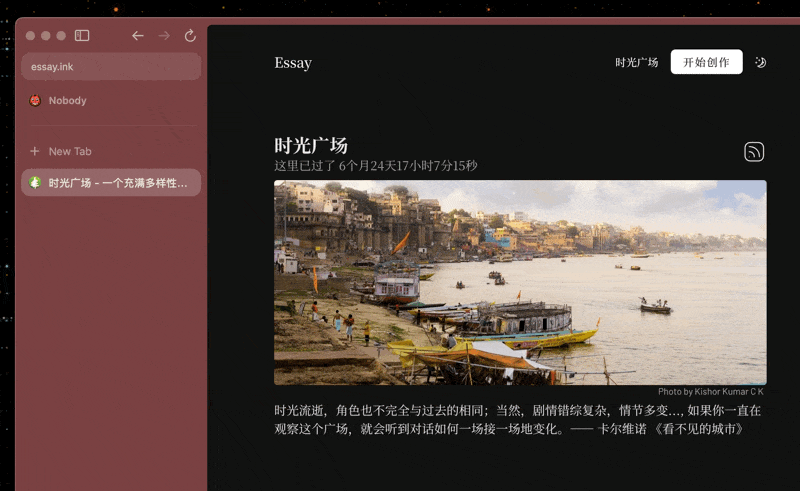 essay.ink
Nobody
New Tab
时光广场 - 一个充满多样性...
Essay
时光广场
开始创作
时光广场
这里已过了 6个月24天17小时7分15秒
Photo by Kishor Kumar C K
时光流逝，角色也不完全与过去的相同；当然，剧情错综复杂，情节多变…, 如果你一直在
观察这个广场，就会听到对话如何一场接一场地变化。—— 卡尔维诺 《看不见的城市》